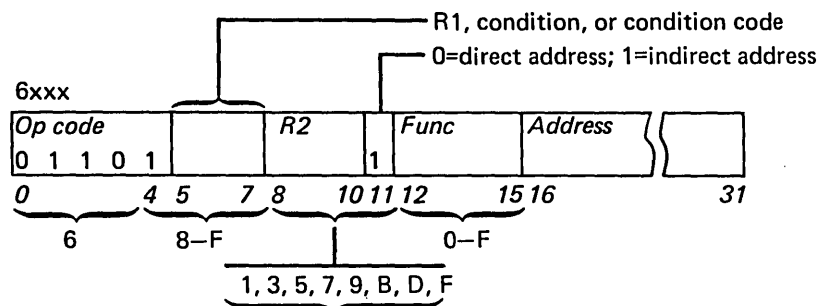 R1, condition, or condition code
0=direct address; 1=indirect address
6xxx
Op code R2 Func Address
0 1 1 0 1 1
0 4 5 7 8 10 11 12 15 16 31
6 8–F 0–F
1, 3, 5, 7, 9, B, D, F